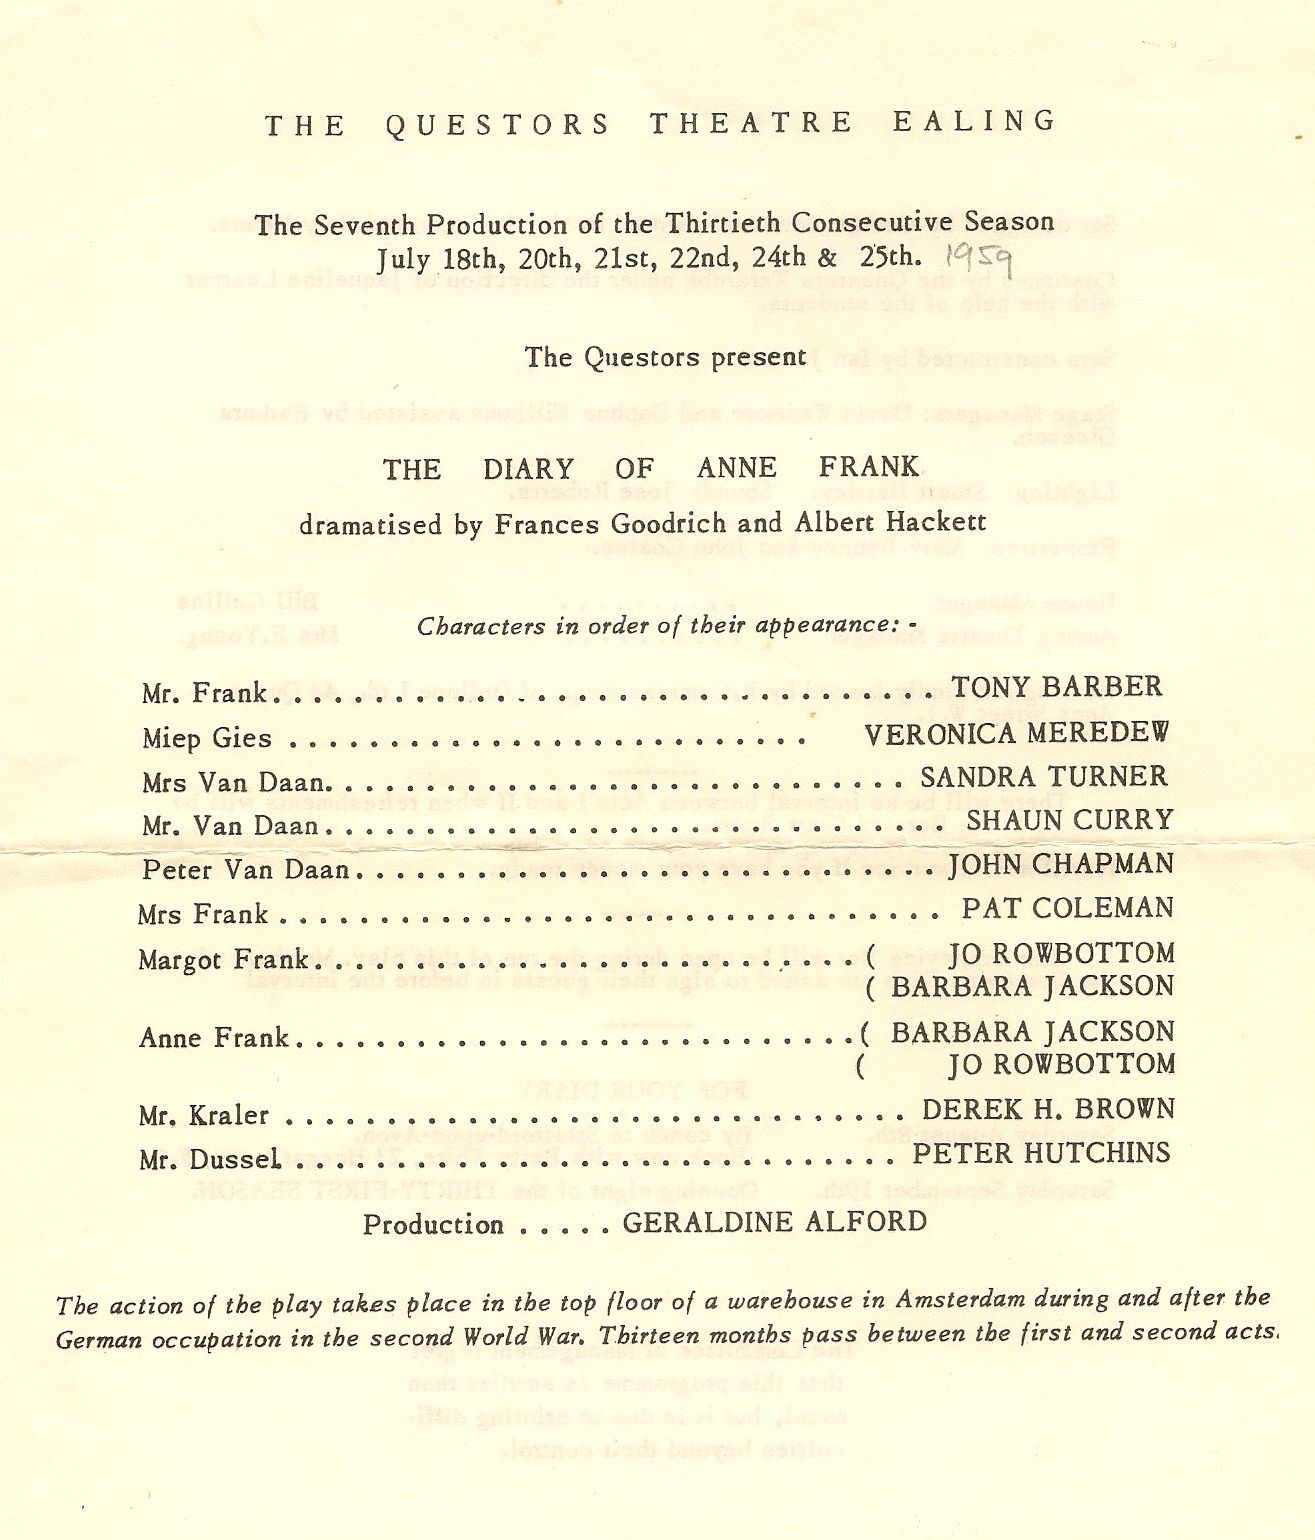 THE QUESTORS THEATRE EALING
The Seventh Production of the Thirtieth Consecutive Season
July 18th, 20th, 21st, 22nd, 24th & 25th. 1959
The Questors present
THE DIARY OF ANNE FRANK
dramatised by Frances Goodrich and Albert Hackett
Characters in order of their appearance: -
Mr. Frank. . . . . . . . . . . . . . . . . . . . . . . . . . . . . . . . . TONY BARBER
Miep Gies . . . . . . . . . . . . . . . . . . . . . . . . . . VERONICA MEREDEW
Mrs Van Daan. . . . . . . . . . . . . . . . . . . . . . . . . . . . . SANDRA TURNER
Mr. Van Daan. . . . . . . . . . . . . . . . . . . . . . . . . . . . . . . SHAUN CURRY
Peter Van Daan. . . . . . . . . . . . . . . . . . . . . . . . . . . . . JOHN CHAPMAN
Mrs Frank . . . . . . . . . . . . . . . . . . . . . . . . . . . . . . . . . PAT COLEMAN
Margot Frank. . . . . . . . . . . . . . . . . . . . . . . . . . . ( JO ROWBOTTOM
( BARBARA JACKSON
Anne Frank. . . . . . . . . . . . . . . . . . . . . . . . . . . . ( BARBARA JACKSON
( JO ROWBOTTOM
Mr. Kraler . . . . . . . . . . . . . . . . . . . . . . . . . . . . . . . DEREK H. BROWN
Mr. Dussel. . . . . . . . . . . . . . . . . . . . . . . . . . . . . . . PETER HUTCHINS
Production . . . . . GERALDINE ALFORD
The action of the play takes place in the top floor of a warehouse in Amsterdam during and after the
German occupation in the second World War. Thirteen months pass between the first and second acts.